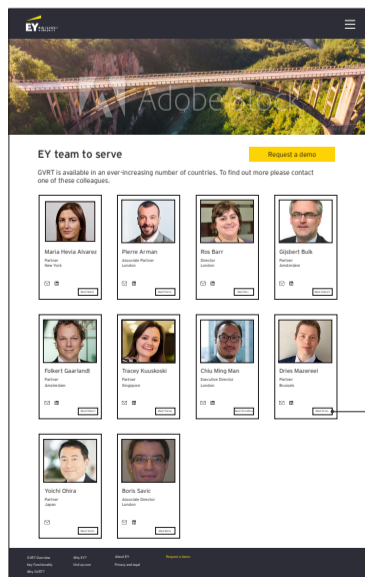 EY
Adobe Stock
EY team to serve
Request a demo
GVRT is available in an ever-increasing number of countries. To find out more please contact
one of these colleagues.
Maria Hevia Alvarez
Partner
New York
Pierre Arman
Associate Partner
London
Ros Barr
Director
London
Gijsbert Bulk
Partner
Amsterdam
Folkert Gaarlandt
Partner
Amsterdam
Tracey Kuuskoski
Partner
Singapore
Chiu Ming Man
Executive Director
London
Dries Mazereel
Partner
Brussels
Yoichi Ohira
Partner
Japan
Boris Savic
Associate Director
London
GVRT Overview
Key Functionality
Why GVRT?
Why EY?
Find us.com
About EY
Privacy and legal
Request a demo